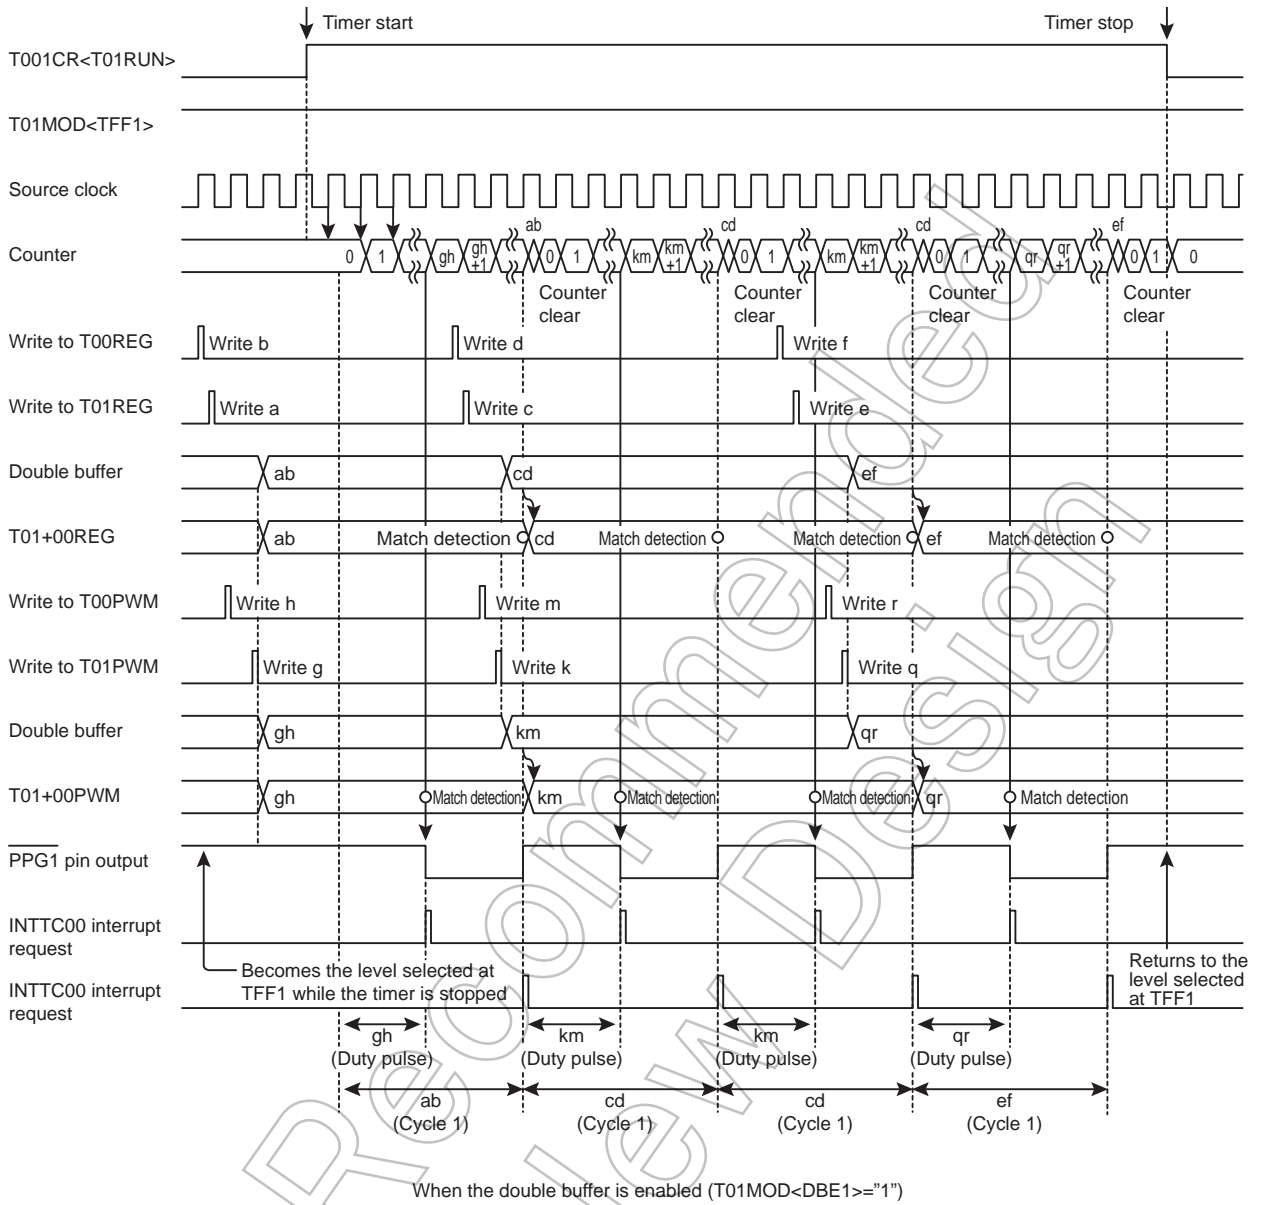 Timer start
Timer stop
T001CR<T01RUN>
T01MOD<TFF1>
Source clock
ab cd cd ef
Counter 0 1 gh gh +1 0 1 km km +1 0 1 km km +1 0 1 qr qr +1 0 1 0
Counter clear Counter clear Counter clear Counter clear
Write to T00REG Write b Write d Write f
Write to T01REG Write a Write c Write e
Double buffer ab cd ef
T01+00REG ab Match detection cd Match detection Match detection ef Match detection
Write to T00PWM Write h Write m Write r
Write to T01PWM Write g Write k Write q
Double buffer gh km qr
T01+00PWM gh Match detection km Match detection Match detection qr Match detection
PPG1 pin output
INTTC00 interrupt
request
Becomes the level selected at
TFF1 while the timer is stopped
Returns to the
level selected
at TFF1
INTTC00 interrupt
request
gh km km qr
(Duty pulse) (Duty pulse) (Duty pulse) (Duty pulse)
ab cd cd ef
(Cycle 1) (Cycle 1) (Cycle 1) (Cycle 1)
When the double buffer is enabled (T01MOD<DBE1>=”1”)
Recommended
Design